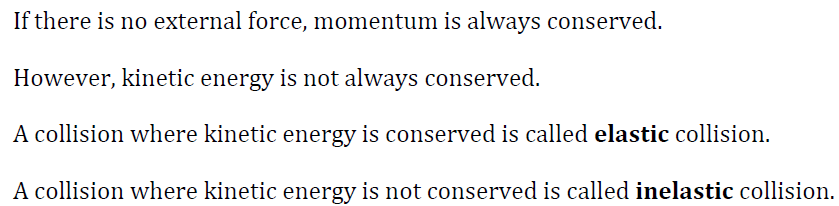 If there is no external force, momentum is always conserved.
However, kinetic energy is not always conserved.
A collision where kinetic energy is conserved is called elastic collision.
A collision where kinetic energy is not conserved is called inelastic collision.